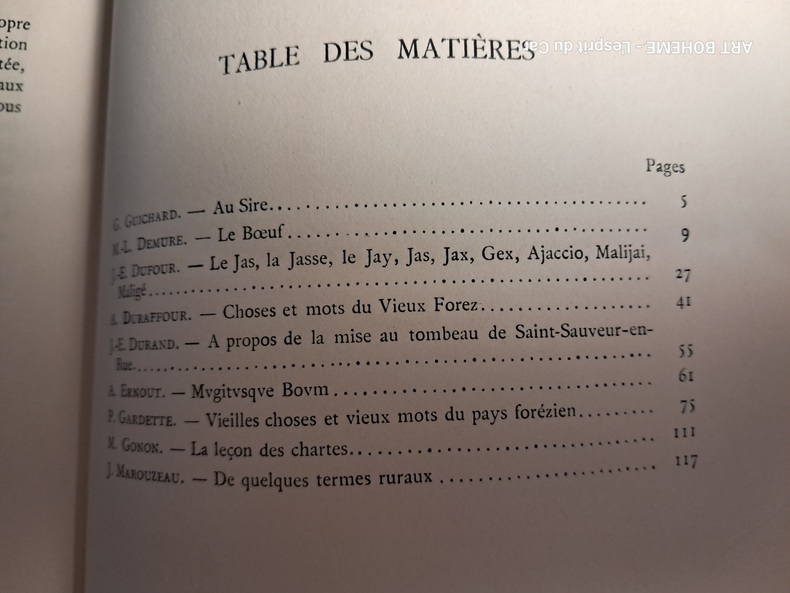 opre
tion
tée,
aux
ous
TABLE DES MATIÈRES
ART BOHEME - L'esprit du Car
Pages
G. GUICHARD. — Au Sire........ 5
M.-L. DEMURE. — Le Bœuf........ 9
J.-E. DUFOUR. — Le Jas, la Jasse, le Jay, Jas, Jax, Gex, Ajaccio, Malijai,
Maligé........ 27
A. DURAFFOUR. — Choses et mots du Vieux Forez........ 41
J.-E. DURAND. — A propos de la mise au tombeau de Saint-Sauveur-en-
Rue........ 55
A. ERNOUT. — Mvgitvsqve Bovm........ 61
P. GARDETTE. — Vieilles choses et vieux mots du pays forézien........ 75
M. GONON. — La leçon des chartes........ 111
J. MAROUZEAU. — De quelques termes ruraux........ 117